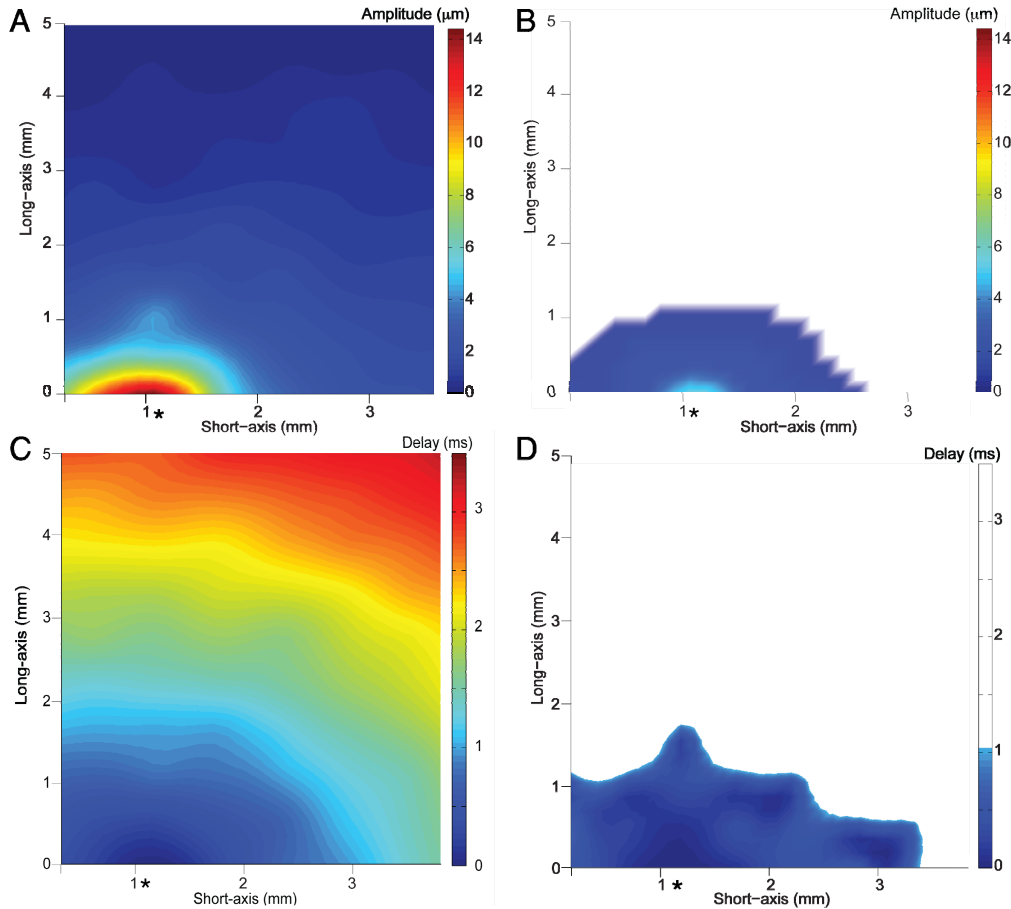 A
Amplitude (µm)
5
4
3
2
1
0
Long−axis (mm)
14
12
10
8
6
4
2
0
1 * 2 3
Short−axis (mm)
B
Amplitude (µm)
5
4
3
2
1
0
Long−axis (mm)
14
12
10
8
6
4
2
0
1 * 2 3
Short−axis (mm)
C
Delay (ms)
5
4
3
2
1
0
Long-axis (mm)
3
2
1
0
1 * 2 3
Short-axis (mm)
D
Delay (ms)
5
4
3
2
1
0
Long−axis (mm)
3
2
1
0
1 * 2 3
Short−axis (mm)